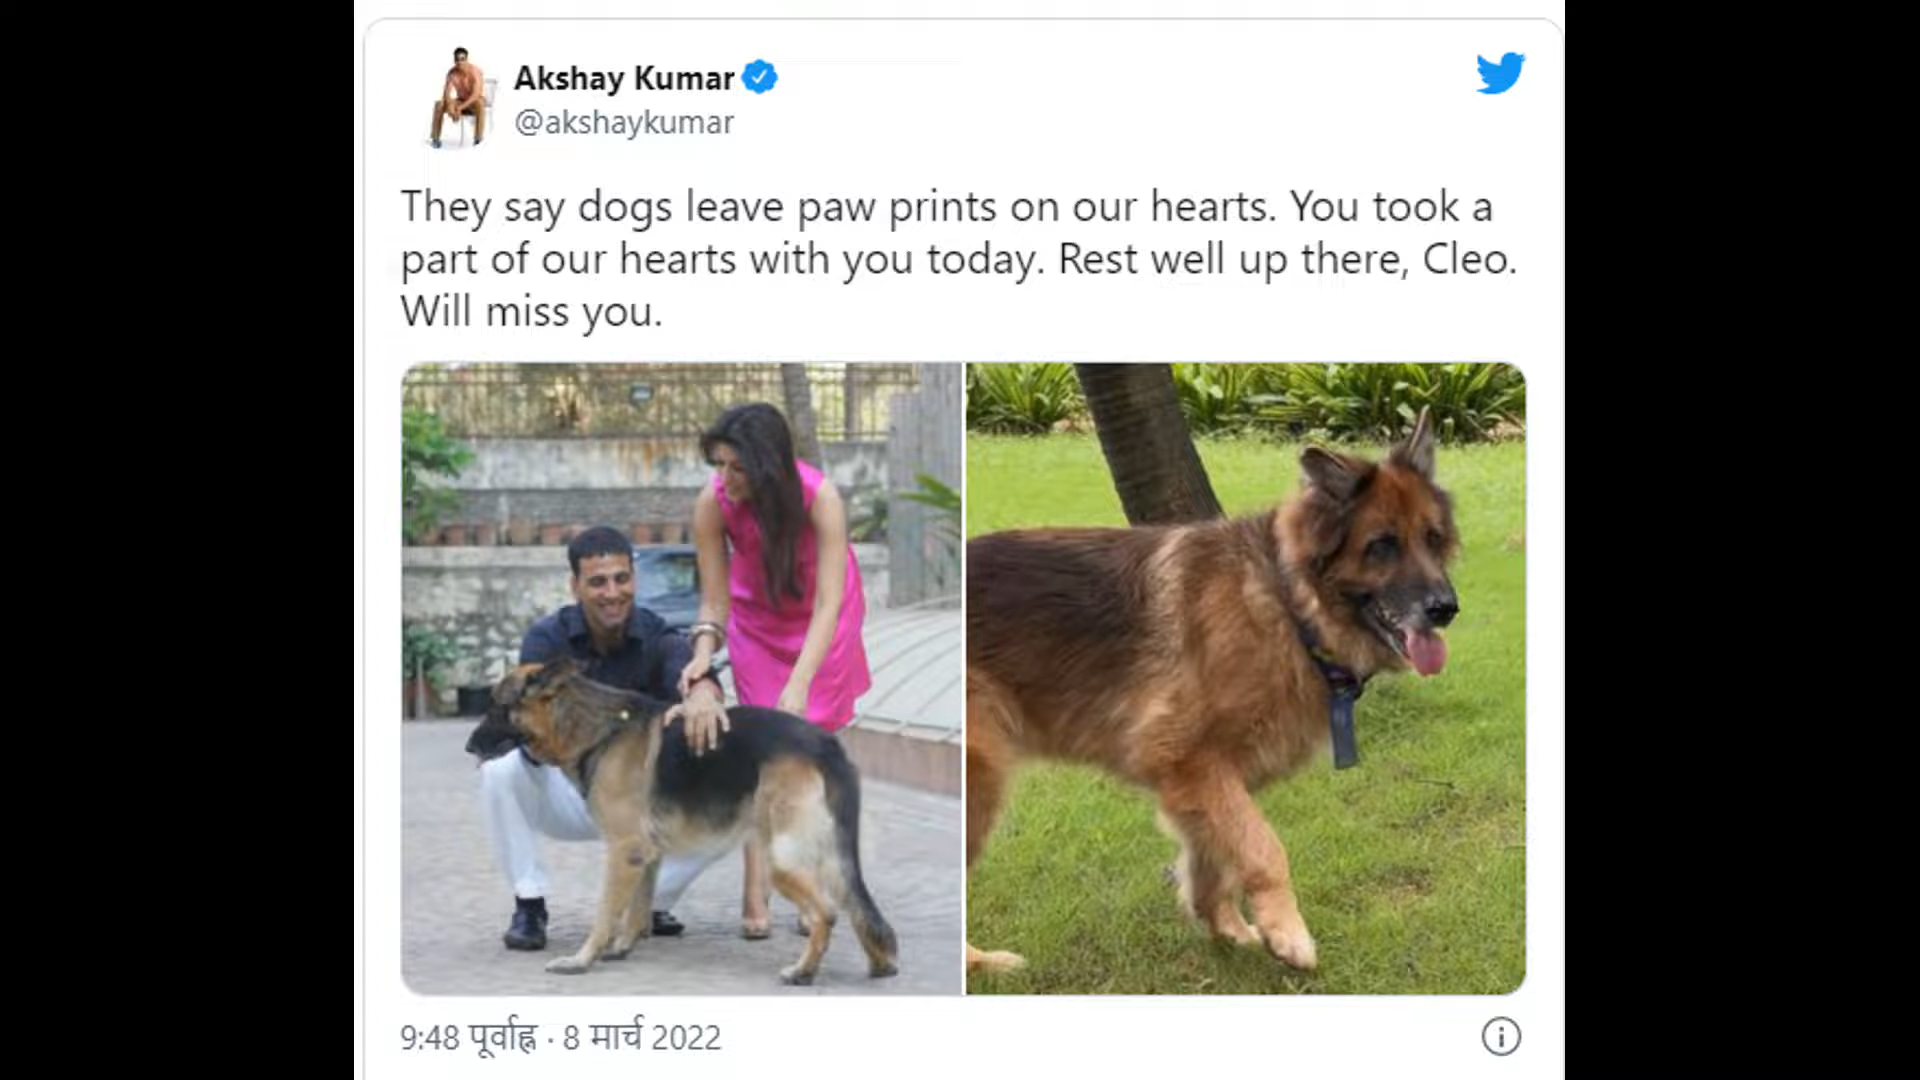 Akshay Kumar
@akshaykumar
They say dogs leave paw prints on our hearts. You took a
part of our hearts with you today. Rest well up there, Cleo.
Will miss you.
9:48 पूर्वाह्न · 8 मार्च 2022